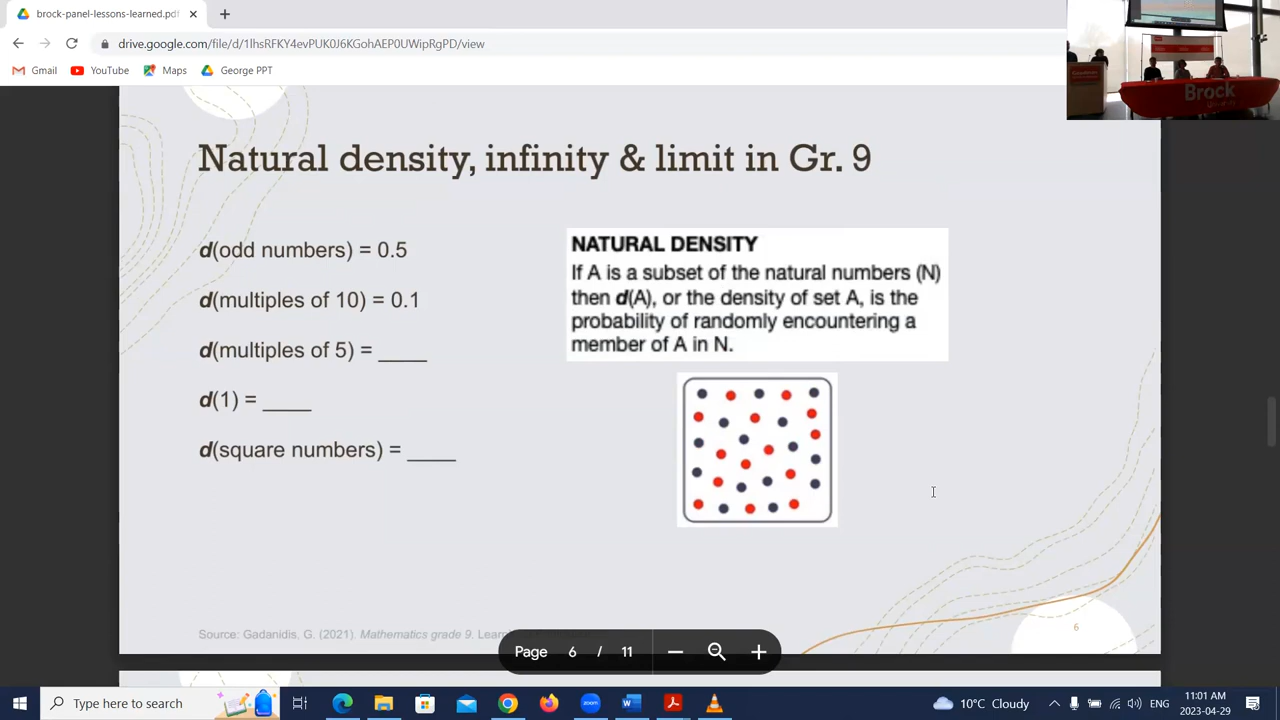 brock-panel-lessons-learned.pdf
drive.google.com/file/d/1lhsRFKY4evPUK0J6KGohAEP0UWipRgPT/view
Gmail YouTube Maps George PPT
Brock
Natural density, infinity & limit in Gr. 9
d(odd numbers) = 0.5
d(multiples of 10) = 0.1
d(multiples of 5) = ____
d(1) = ____
d(square numbers) = ____
NATURAL DENSITY
If A is a subset of the natural numbers (N)
then d(A), or the density of set A, is the
probability of randomly encountering a
member of A in N.
6
Source: Gadanidis, G. (2021). Mathematics grade 9.
Page 6 / 11
Type here to search
10°C Cloudy
ENG
11:01 AM
2023-04-29